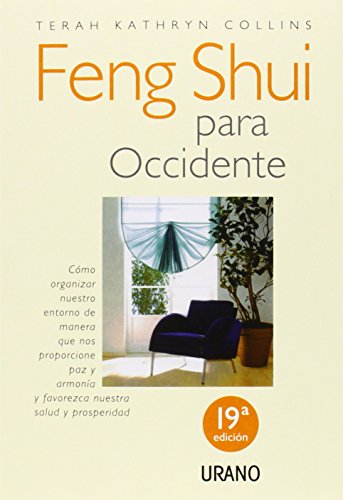 TERAH KATHRYN COLLINS
Feng Shui
para
Occidente
Cómo
organizar
nuestro
entorno de
manera
que nos
proporcione
paz y
armonía
y favorezca nuestra
salud y prosperidad
19ª
edición
URANO